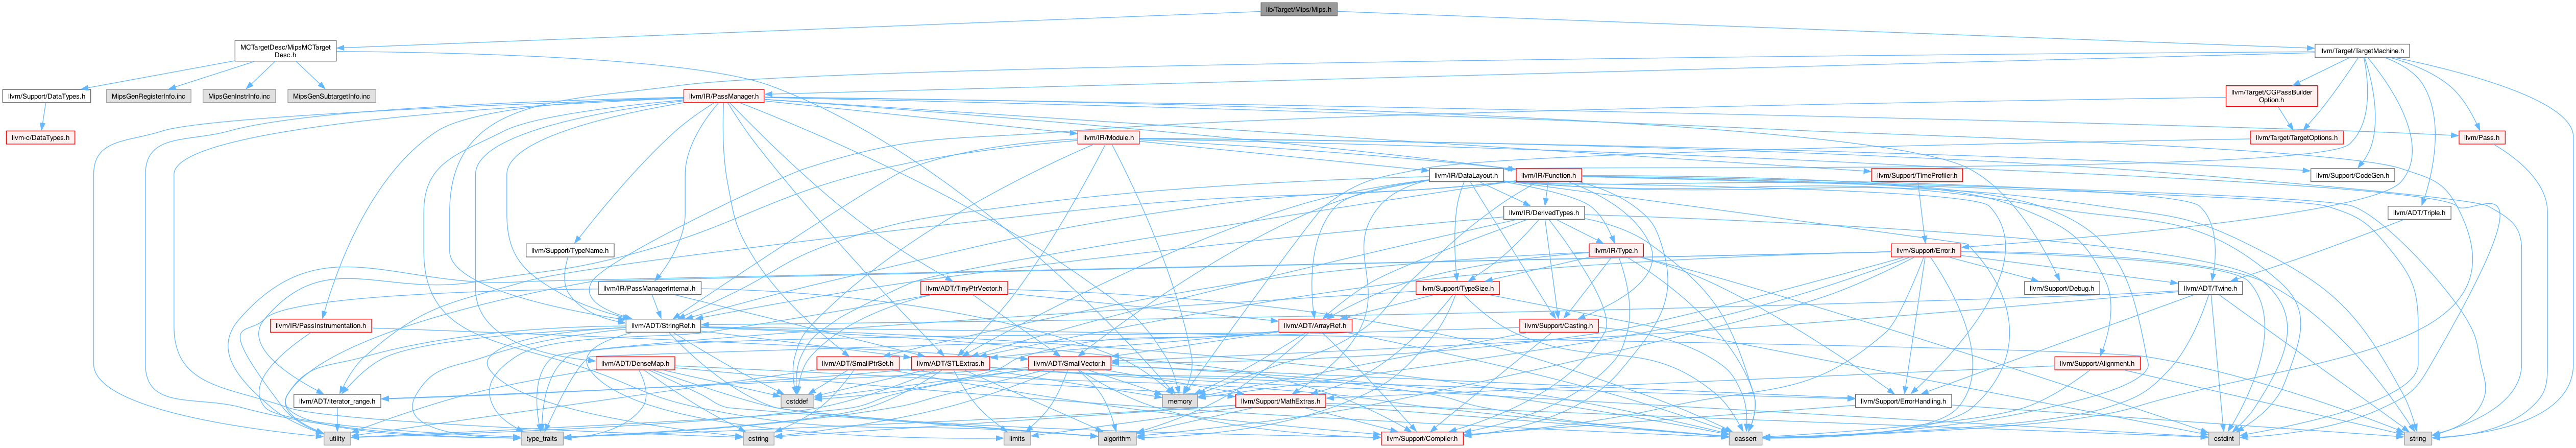 lib/Target/Mips/Mips.h
MCTargetDesc/MipsMCTarget
Desc.h
llvm/Target/TargetMachine.h
llvm/Support/DataTypes.h
MipsGenRegisterInfo.inc
MipsGenInstrInfo.inc
MipsGenSubtargetInfo.inc
llvm/IR/PassManager.h
llvm/Target/CGPassBuilder
Option.h
llvm-c/DataTypes.h
llvm/IR/Module.h
llvm/Target/TargetOptions.h
llvm/Pass.h
llvm/IR/DataLayout.h
llvm/IR/Function.h
llvm/Support/TimeProfiler.h
llvm/Support/CodeGen.h
llvm/IR/DerivedTypes.h
llvm/ADT/Triple.h
llvm/Support/TypeName.h
llvm/IR/Type.h
llvm/Support/Error.h
llvm/IR/PassManagerInternal.h
llvm/ADT/TinyPtrVector.h
llvm/Support/TypeSize.h
llvm/Support/Debug.h
llvm/ADT/Twine.h
llvm/IR/PassInstrumentation.h
llvm/ADT/StringRef.h
llvm/ADT/ArrayRef.h
llvm/Support/Casting.h
llvm/ADT/DenseMap.h
llvm/ADT/SmallPtrSet.h
llvm/ADT/STLExtras.h
llvm/ADT/SmallVector.h
llvm/Support/Alignment.h
llvm/ADT/iterator_range.h
cstddef
memory
llvm/Support/MathExtras.h
llvm/Support/ErrorHandling.h
utility
type_traits
cstring
limits
algorithm
llvm/Support/Compiler.h
cassert
cstdint
string